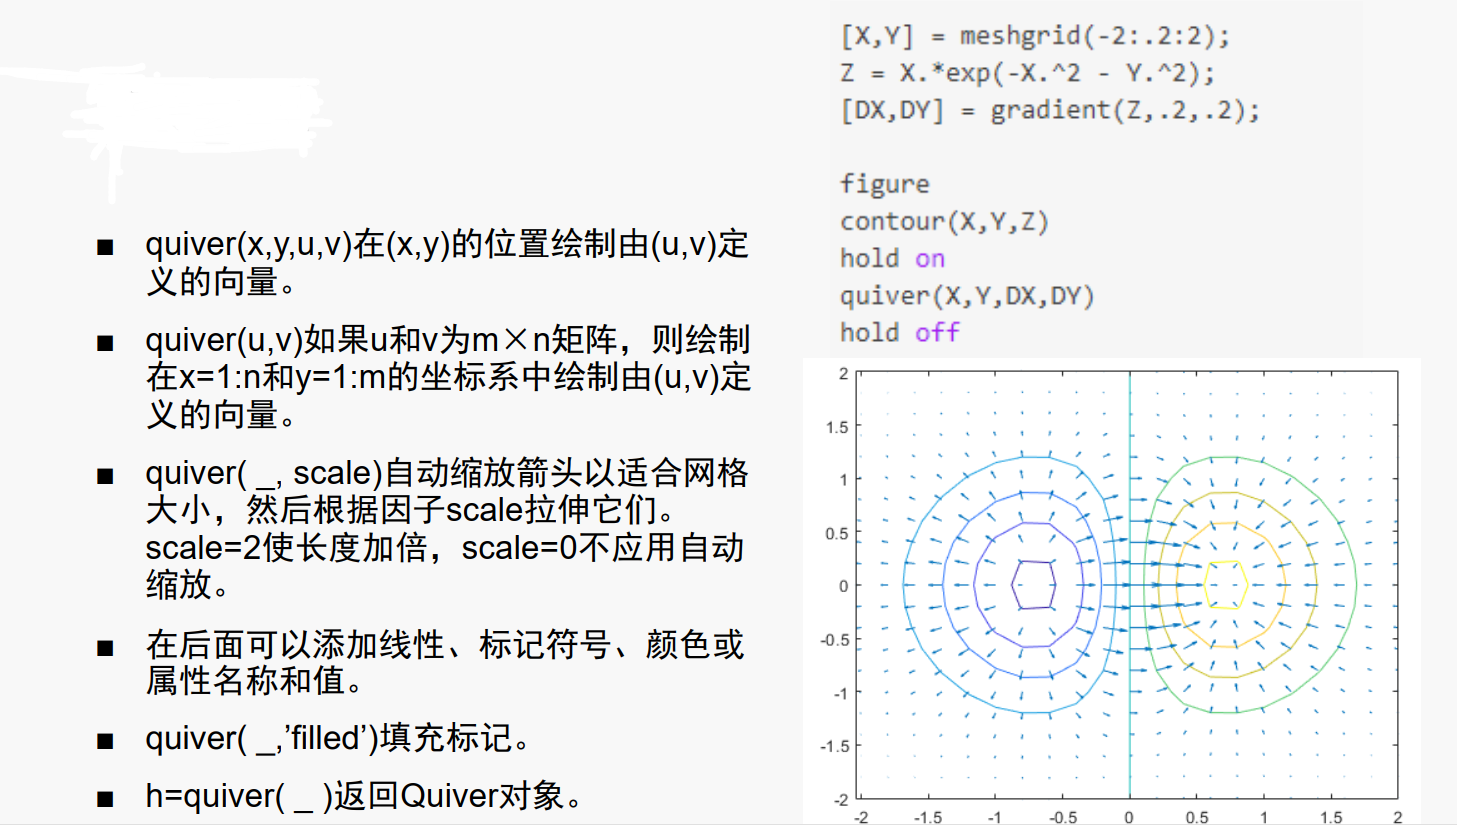 ■ quiver(x,y,u,v)在(x,y)的位置绘制由(u,v)定
义的向量。
■ quiver(u,v)如果u和v为m×n矩阵，则绘制
在x=1:n和y=1:m的坐标系中绘制由(u,v)定
义的向量。
■ quiver( _, scale)自动缩放箭头以适合网格
大小，然后根据因子scale拉伸它们。
scale=2使长度加倍，scale=0不应用自动
缩放。
■ 在后面可以添加线性、标记符号、颜色或
属性名称和值。
■ quiver( _,’filled’)填充标记。
■ h=quiver( _ )返回Quiver对象。
[X,Y] = meshgrid(-2:.2:2);
Z = X.*exp(-X.^2 - Y.^2);
[DX,DY] = gradient(Z,.2,.2);
figure
contour(X,Y,Z)
hold on
quiver(X,Y,DX,DY)
hold off
2
1.5
1
0.5
0
-0.5
-1
-1.5
-2
-2 -1.5 -1 -0.5 0 0.5 1 1.5 2